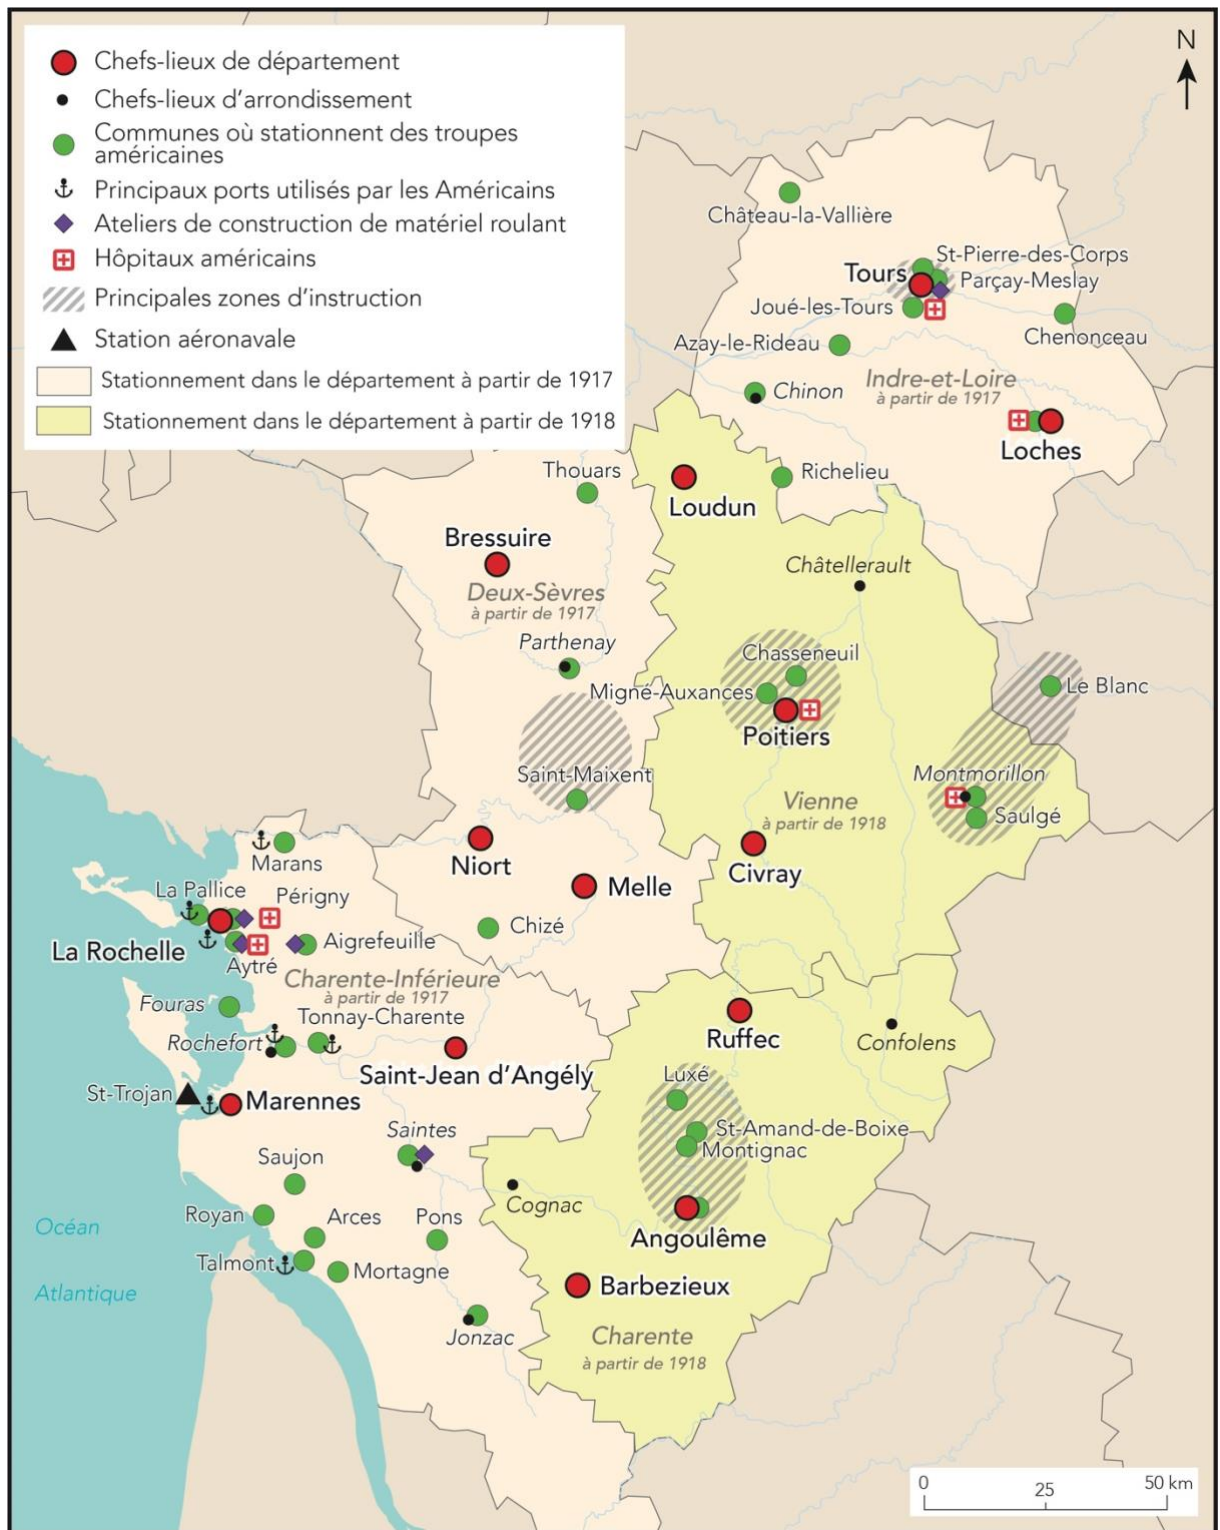 Chefs-lieux de département
Chefs-lieux d'arrondissement
Communes où stationnent des troupes
américaines
Principaux ports utilisés par les Américains
Ateliers de construction de matériel roulant
Hôpitaux américains
Principales zones d'instruction
Station aéronavale
Stationnement dans le département à partir de 1917
Stationnement dans le département à partir de 1918
N
Château-la-Vallière
St-Pierre-des-Corps
Tours
Parçay-Meslay
Joué-les-Tours
Chenonceau
Azay-le-Rideau
Indre-et-Loire
à partir de 1917
Chinon
Loches
Thouars
Richelieu
Loudun
Bressuire
Châtellerault
Deux-Sèvres
à partir de 1917
Parthenay
Chasseneuil
Migné-Auxances
Le Blanc
Poitiers
Saint-Maixent
Montmorillon
Vienne
à partir de 1918
Saulgé
Marans
Niort
Civray
Melle
La Pallice
Périgny
Chizé
La Rochelle
Aigrefeuille
Aytré
Charente-Inférieure
à partir de 1917
Fouras
Tonnay-Charente
Rochefort
Ruffec
Confolens
Saint-Jean d'Angély
Luxé
St-Trojan
Marennes
Saintes
St-Amand-de-Boixe
Montignac
Saujon
Cognac
Royan
Arces
Pons
Océan
Angoulême
Talmont
Mortagne
Atlantique
Barbezieux
Jonzac
Charente
à partir de 1918
0
25
50 km